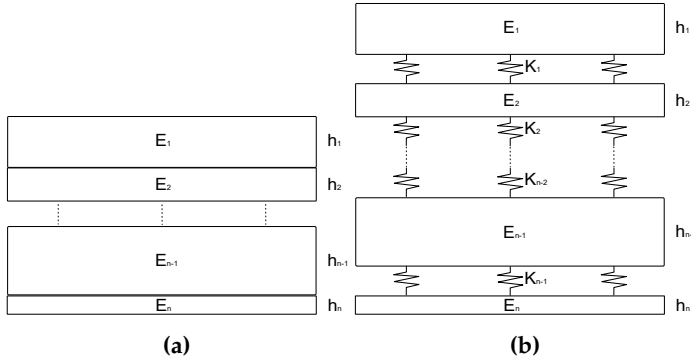 E1 h1
E2 h2
En-1 hn-1
En hn
(a)
E1 h1
K1
E2 h2
K2
Kn-2
En-1 hn-
Kn-1
En hn
(b)